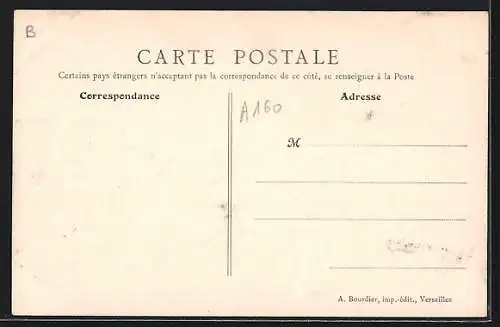 B
CARTE POSTALE
Certains pays étrangers n'acceptant pas la correspondance de ce côté, se renseigner à la Poste
Correspondance
Adresse
A160
M
A. Bourdier, imp.-édit., Versailles